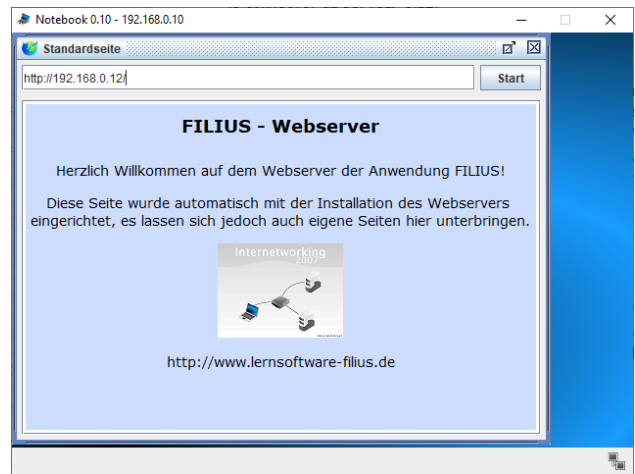 Notebook 0.10 - 192.168.0.10
Standardseite
http://192.168.0.12/
Start
FILIUS - Webserver
Herzlich Willkommen auf dem Webserver der Anwendung FILIUS!
Diese Seite wurde automatisch mit der Installation des Webservers
eingerichtet, es lassen sich jedoch auch eigene Seiten hier unterbringen.
Internetworking
2007
http://www.lernsoftware-filius.de